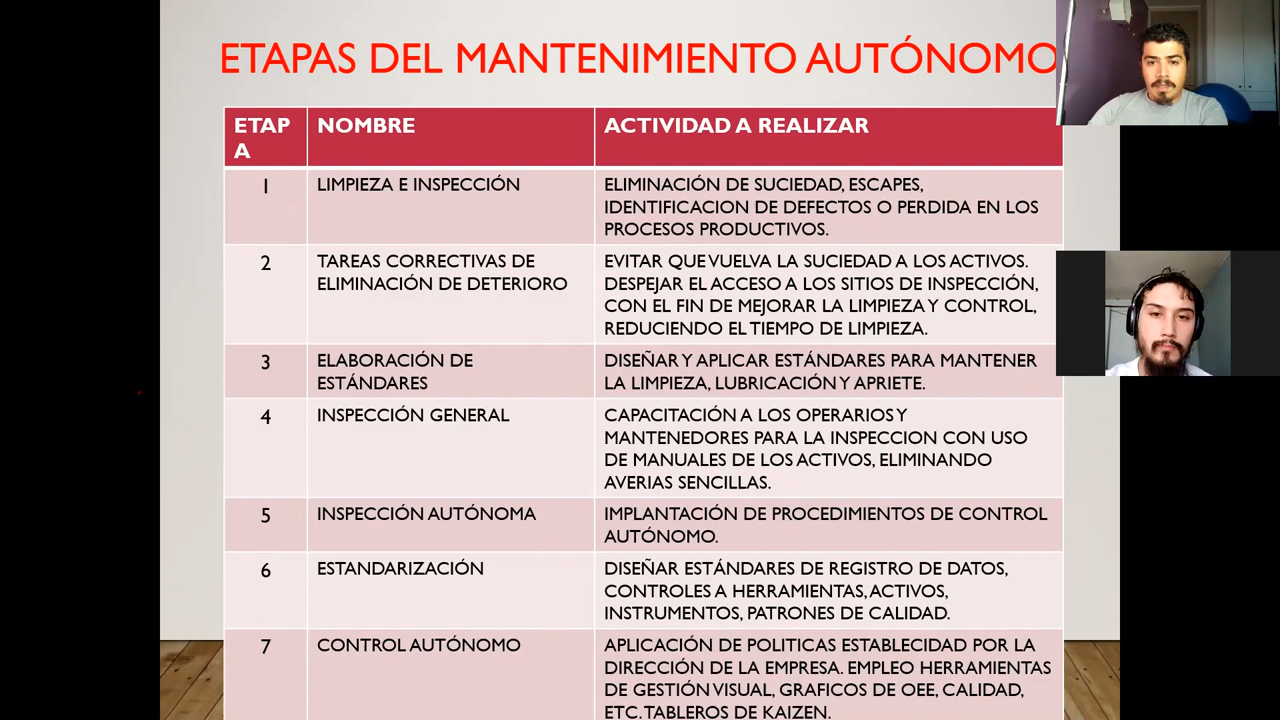 ETAPAS DEL MANTENIMIENTO AUTÓNOMO
ETAP
A
NOMBRE
ACTIVIDAD A REALIZAR
1
LIMPIEZA E INSPECCIÓN
ELIMINACIÓN DE SUCIEDAD, ESCAPES,
IDENTIFICACION DE DEFECTOS O PERDIDA EN LOS
PROCESOS PRODUCTIVOS.
2
TAREAS CORRECTIVAS DE
ELIMINACIÓN DE DETERIORO
EVITAR QUE VUELVA LA SUCIEDAD A LOS ACTIVOS.
DESPEJAR EL ACCESO A LOS SITIOS DE INSPECCIÓN,
CON EL FIN DE MEJORAR LA LIMPIEZA Y CONTROL,
REDUCIENDO EL TIEMPO DE LIMPIEZA.
3
ELABORACIÓN DE
ESTÁNDARES
DISEÑAR Y APLICAR ESTÁNDARES PARA MANTENER
LA LIMPIEZA, LUBRICACIÓN Y APRIETE.
4
INSPECCIÓN GENERAL
CAPACITACIÓN A LOS OPERARIOS Y
MANTENEDORES PARA LA INSPECCION CON USO
DE MANUALES DE LOS ACTIVOS, ELIMINANDO
AVERIAS SENCILLAS.
5
INSPECCIÓN AUTÓNOMA
IMPLANTACIÓN DE PROCEDIMIENTOS DE CONTROL
AUTÓNOMO.
6
ESTANDARIZACIÓN
DISEÑAR ESTÁNDARES DE REGISTRO DE DATOS,
CONTROLES A HERRAMIENTAS, ACTIVOS,
INSTRUMENTOS, PATRONES DE CALIDAD.
7
CONTROL AUTÓNOMO
APLICACIÓN DE POLITICAS ESTABLECIDAD POR LA
DIRECCIÓN DE LA EMPRESA. EMPLEO HERRAMIENTAS
DE GESTIÓN VISUAL, GRAFICOS DE OEE, CALIDAD,
ETC. TABLEROS DE KAIZEN.